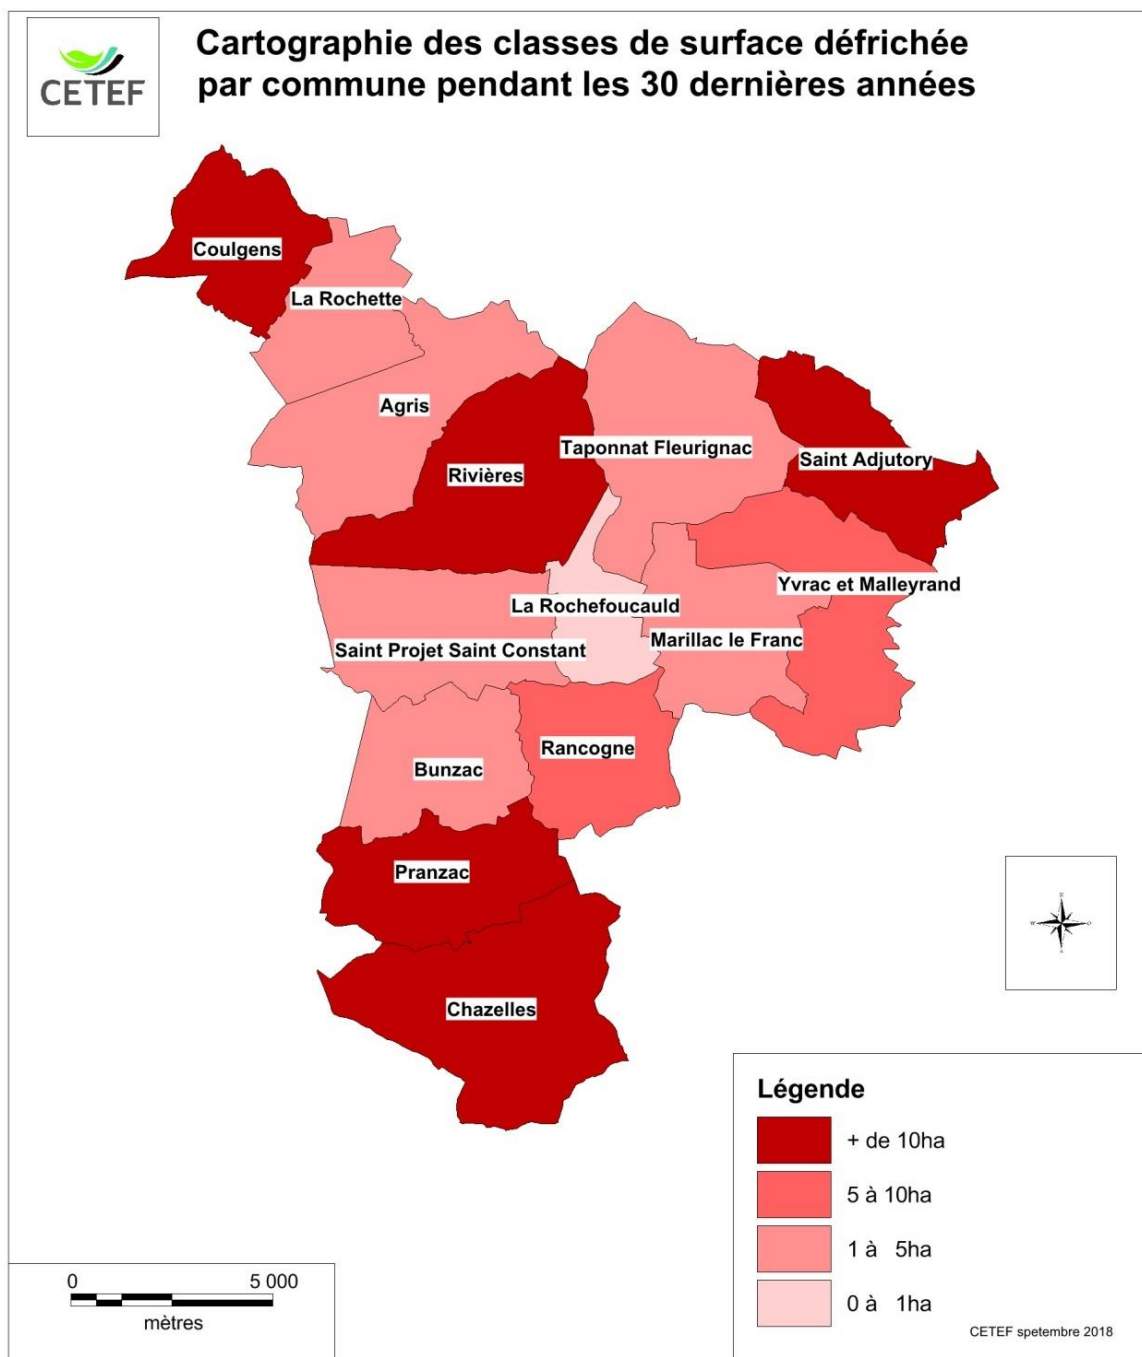 CETEF
Cartographie des classes de surface défrichée
par commune pendant les 30 dernières années
Coulgens
La Rochette
Agris
Taponnat Fleurignac
Saint Adjutory
Rivières
Yvrac et Malleyrand
La Rochefoucauld
Marillac le Franc
Saint Projet Saint Constant
Rancogne
Bunzac
Pranzac
Chazelles
N
W O
S
Légende
+ de 10ha
5 à 10ha
1 à 5ha
0 à 1ha
0 5 000
mètres
CETEF spetembre 2018